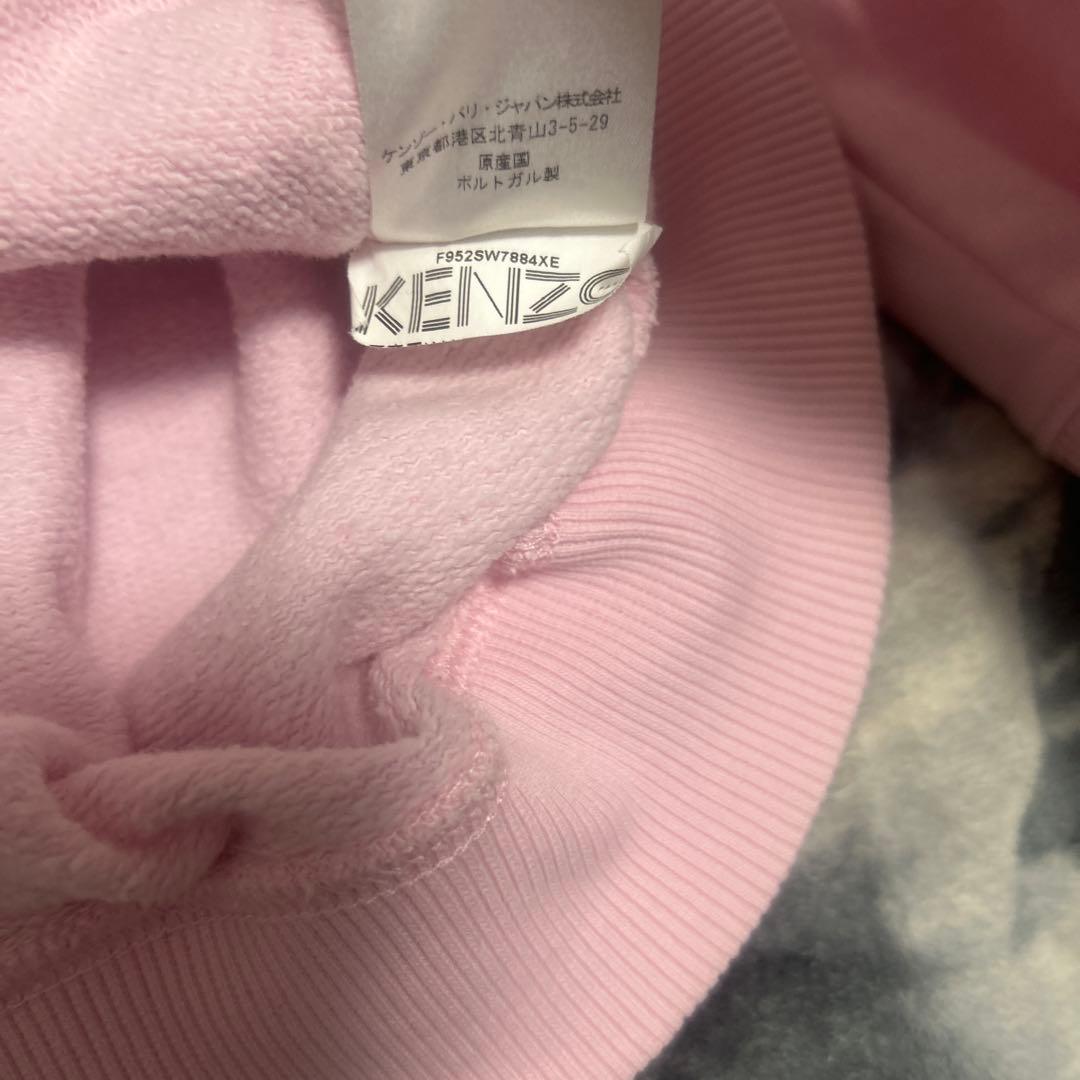 ケンゾー・パリ・ジャパン株式会社
東京都港区北青山3-5-29
原産国
ポルトガル製
F952SW7884XE
KENZO